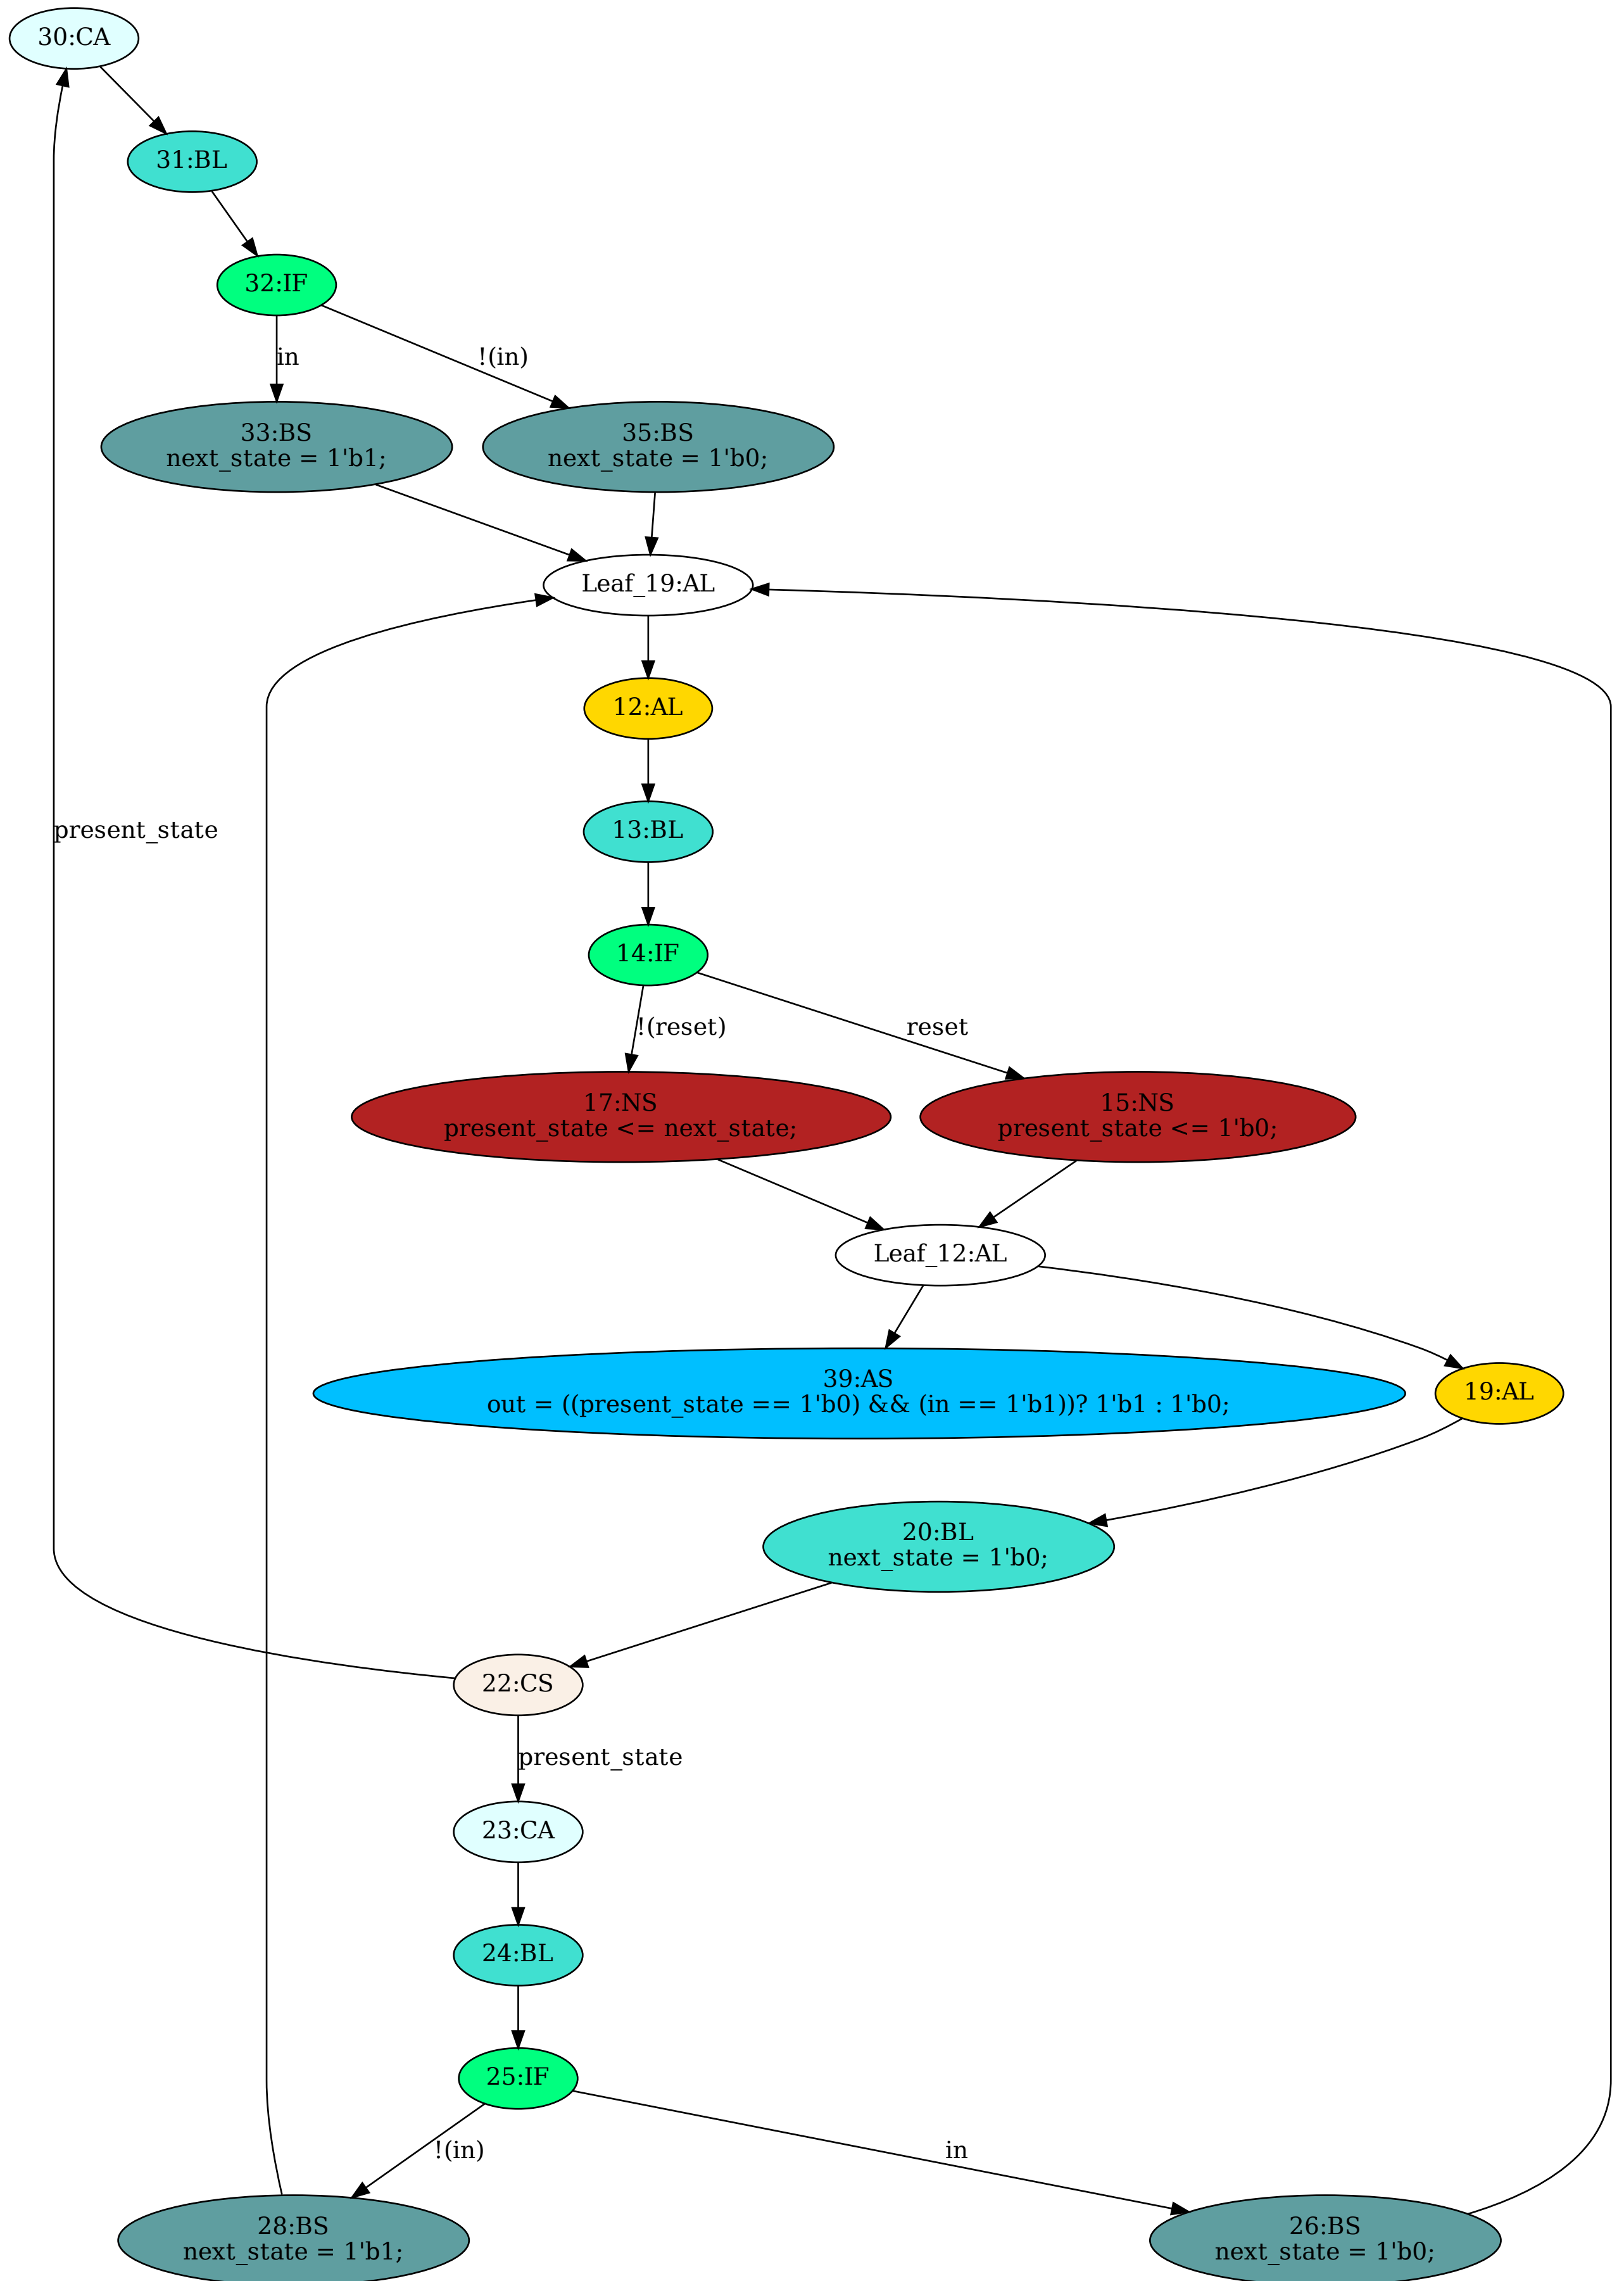 30:CA
31:BL
32:IF
in
!(in)
33:BS
next_state = 1'b1;
35:BS
next_state = 1'b0;
Leaf_19:AL
12:AL
present_state
13:BL
14:IF
!(reset)
reset
17:NS
present_state <= next_state;
15:NS
present_state <= 1'b0;
Leaf_12:AL
39:AS
out = ((present_state == 1'b0) && (in == 1'b1))? 1'b1 : 1'b0;
19:AL
20:BL
next_state = 1'b0;
22:CS
present_state
23:CA
24:BL
25:IF
!(in)
in
28:BS
next_state = 1'b1;
26:BS
next_state = 1'b0;